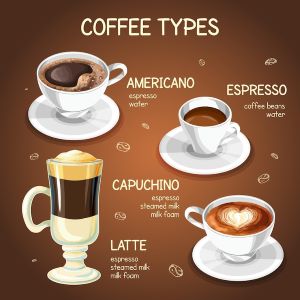 COFFEE TYPES
AMERICANO
espresso
water
ESPRESSO
coffee beans
water
CAPUCHINO
espresso
steamed milk
milk foam
LATTE
espresso
steamed milk
milk foam